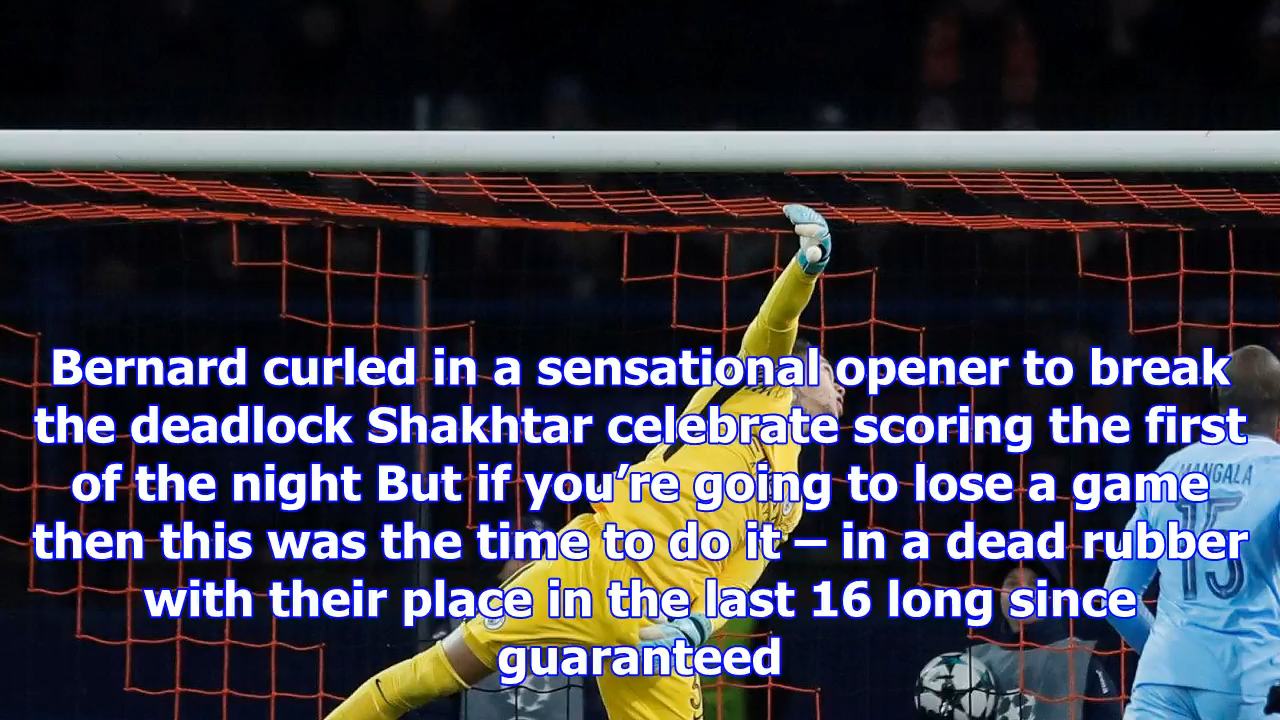 Bernard curled in a sensational opener to break
the deadlock Shakhtar celebrate scoring the first
of the night But if you’re going to lose a game
then this was the time to do it – in a dead rubber
with their place in the last 16 long since
guaranteed
MANGALA
15